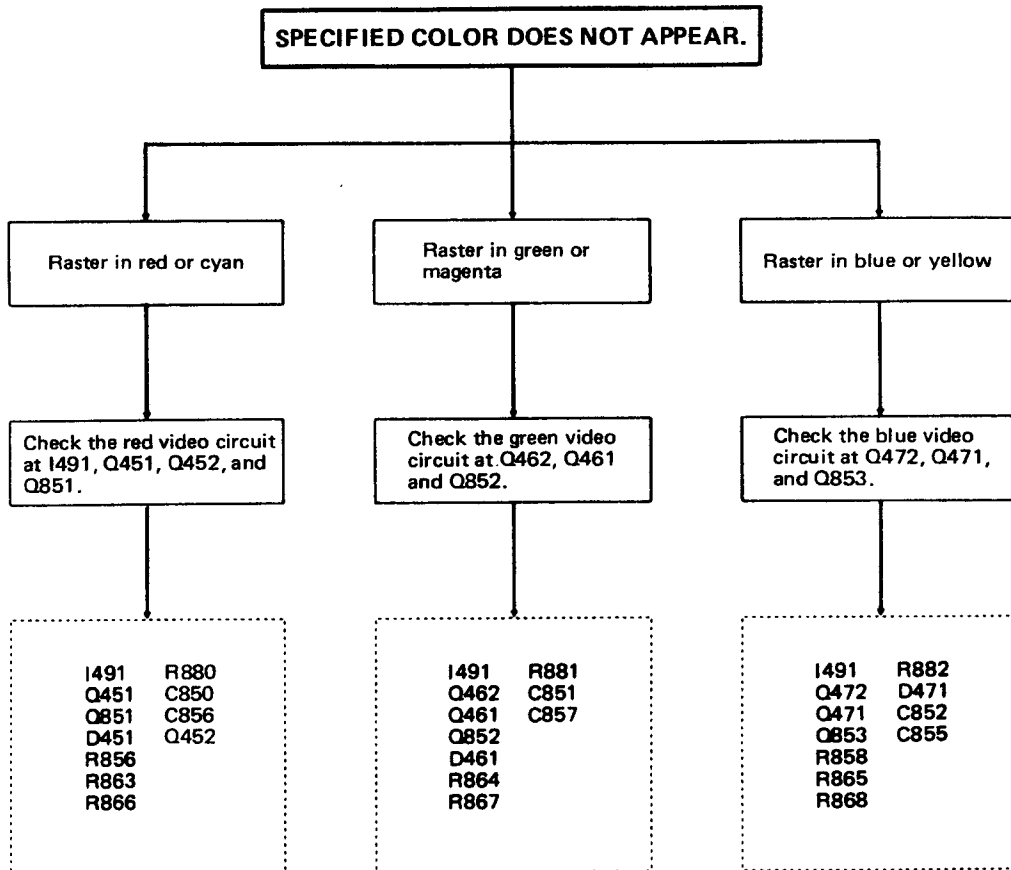 SPECIFIED COLOR DOES NOT APPEAR.
Raster in red or cyan
Raster in green or
magenta
Raster in blue or yellow
Check the red video circuit
at I491, Q451, Q452, and
Q851.
Check the green video
circuit at Q462, Q461
and Q852.
Check the blue video
circuit at Q472, Q471,
and Q853.
I491 R880
Q451 C850
Q851 C856
D451 Q452
R856
R863
R866
I491 R881
Q462 C851
Q461 C857
Q852
D461
R864
R867
I491 R882
Q472 D471
Q471 C852
Q853 C855
R858
R865
R868